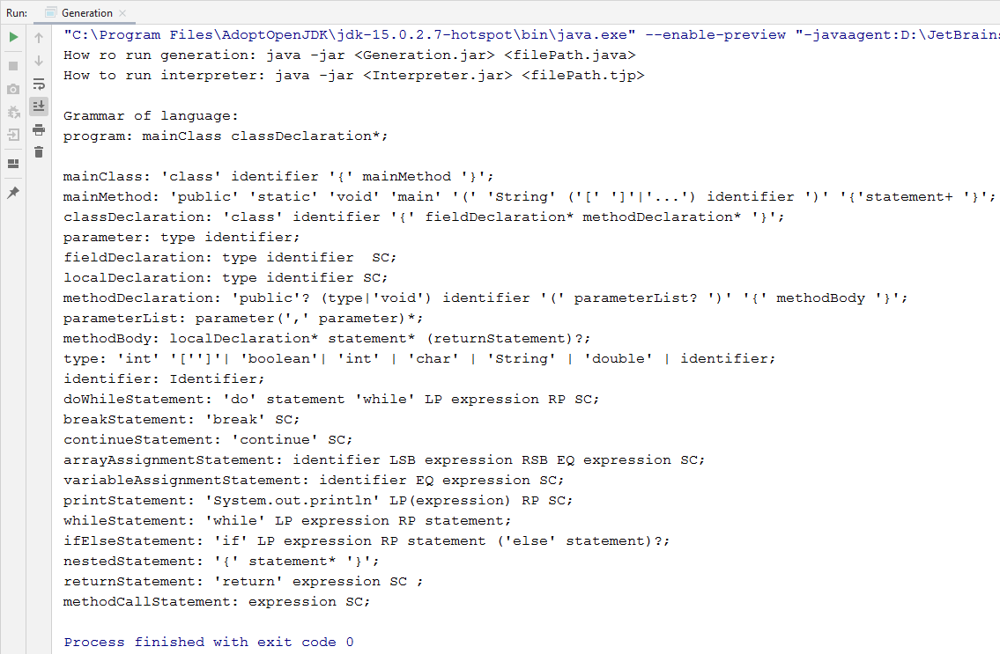 Run: Generation
"C:\Program Files\AdoptOpenJDK\jdk-15.0.2.7-hotspot\bin\java.exe" --enable-preview "-javaagent:D:\JetBrains
How ro run generation: java -jar <Generation.jar> <filePath.java>
How to run interpreter: java -jar <Interpreter.jar> <filePath.tjp>
Grammar of language:
program: mainClass classDeclaration*;
mainClass: 'class' identifier '{' mainMethod '}';
mainMethod: 'public' 'static' 'void' 'main' '(' 'String' ('[' ']'|'...') identifier ')' '{'statement+ '}';
classDeclaration: 'class' identifier '{' fieldDeclaration* methodDeclaration* '}';
parameter: type identifier;
fieldDeclaration: type identifier  SC;
localDeclaration: type identifier SC;
methodDeclaration: 'public'? (type|'void') identifier '(' parameterList? ')' '{' methodBody '}';
parameterList: parameter(',' parameter)*;
methodBody: localDeclaration* statement* (returnStatement)?;
type: 'int' '['']'| 'boolean'| 'int' | 'char' | 'String' | 'double' | identifier;
identifier: Identifier;
doWhileStatement: 'do' statement 'while' LP expression RP SC;
breakStatement: 'break' SC;
continueStatement: 'continue' SC;
arrayAssignmentStatement: identifier LSB expression RSB EQ expression SC;
variableAssignmentStatement: identifier EQ expression SC;
printStatement: 'System.out.println' LP(expression) RP SC;
whileStatement: 'while' LP expression RP statement;
ifElseStatement: 'if' LP expression RP statement ('else' statement)?;
nestedStatement: '{' statement* '}';
returnStatement: 'return' expression SC ;
methodCallStatement: expression SC;
Process finished with exit code 0